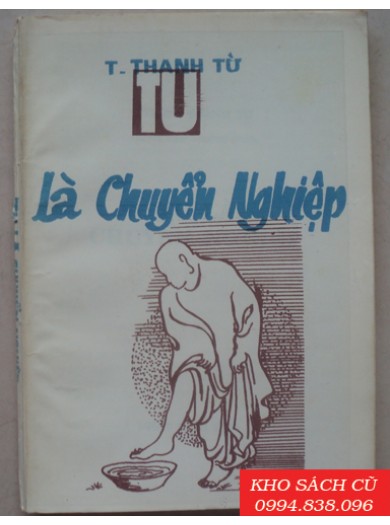 T. THANH TỪ
TU
là Chuyển Nghiệp
KHO SÁCH CŨ
0994.838.096